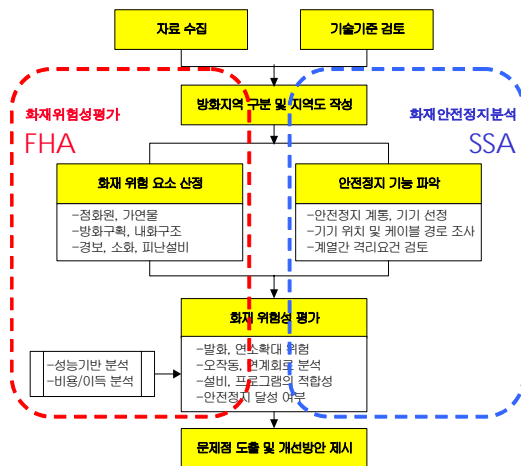 자료 수집
기술기준 검토
방화지역 구분 및 지역도 작성
화재위험성평가
FHA
화재안전정지분석
SSA
화재 위험 요소 산정
-점화원, 가연물
-방화구획, 내화구조
-경보, 소화, 피난설비
안전정지 기능 파악
-안전정지 계통, 기기 선정
-기기 위치 및 케이블 경로 조사
-계열간 격리요건 검토
화재 위험성 평가
-발화, 연소확대 위험
-오작동, 연계회로 분석
-설비, 프로그램의 적합성
-안전정지 달성 여부
-성능기반 분석
-비용/이득 분석
문제점 도출 및 개선방안 제시